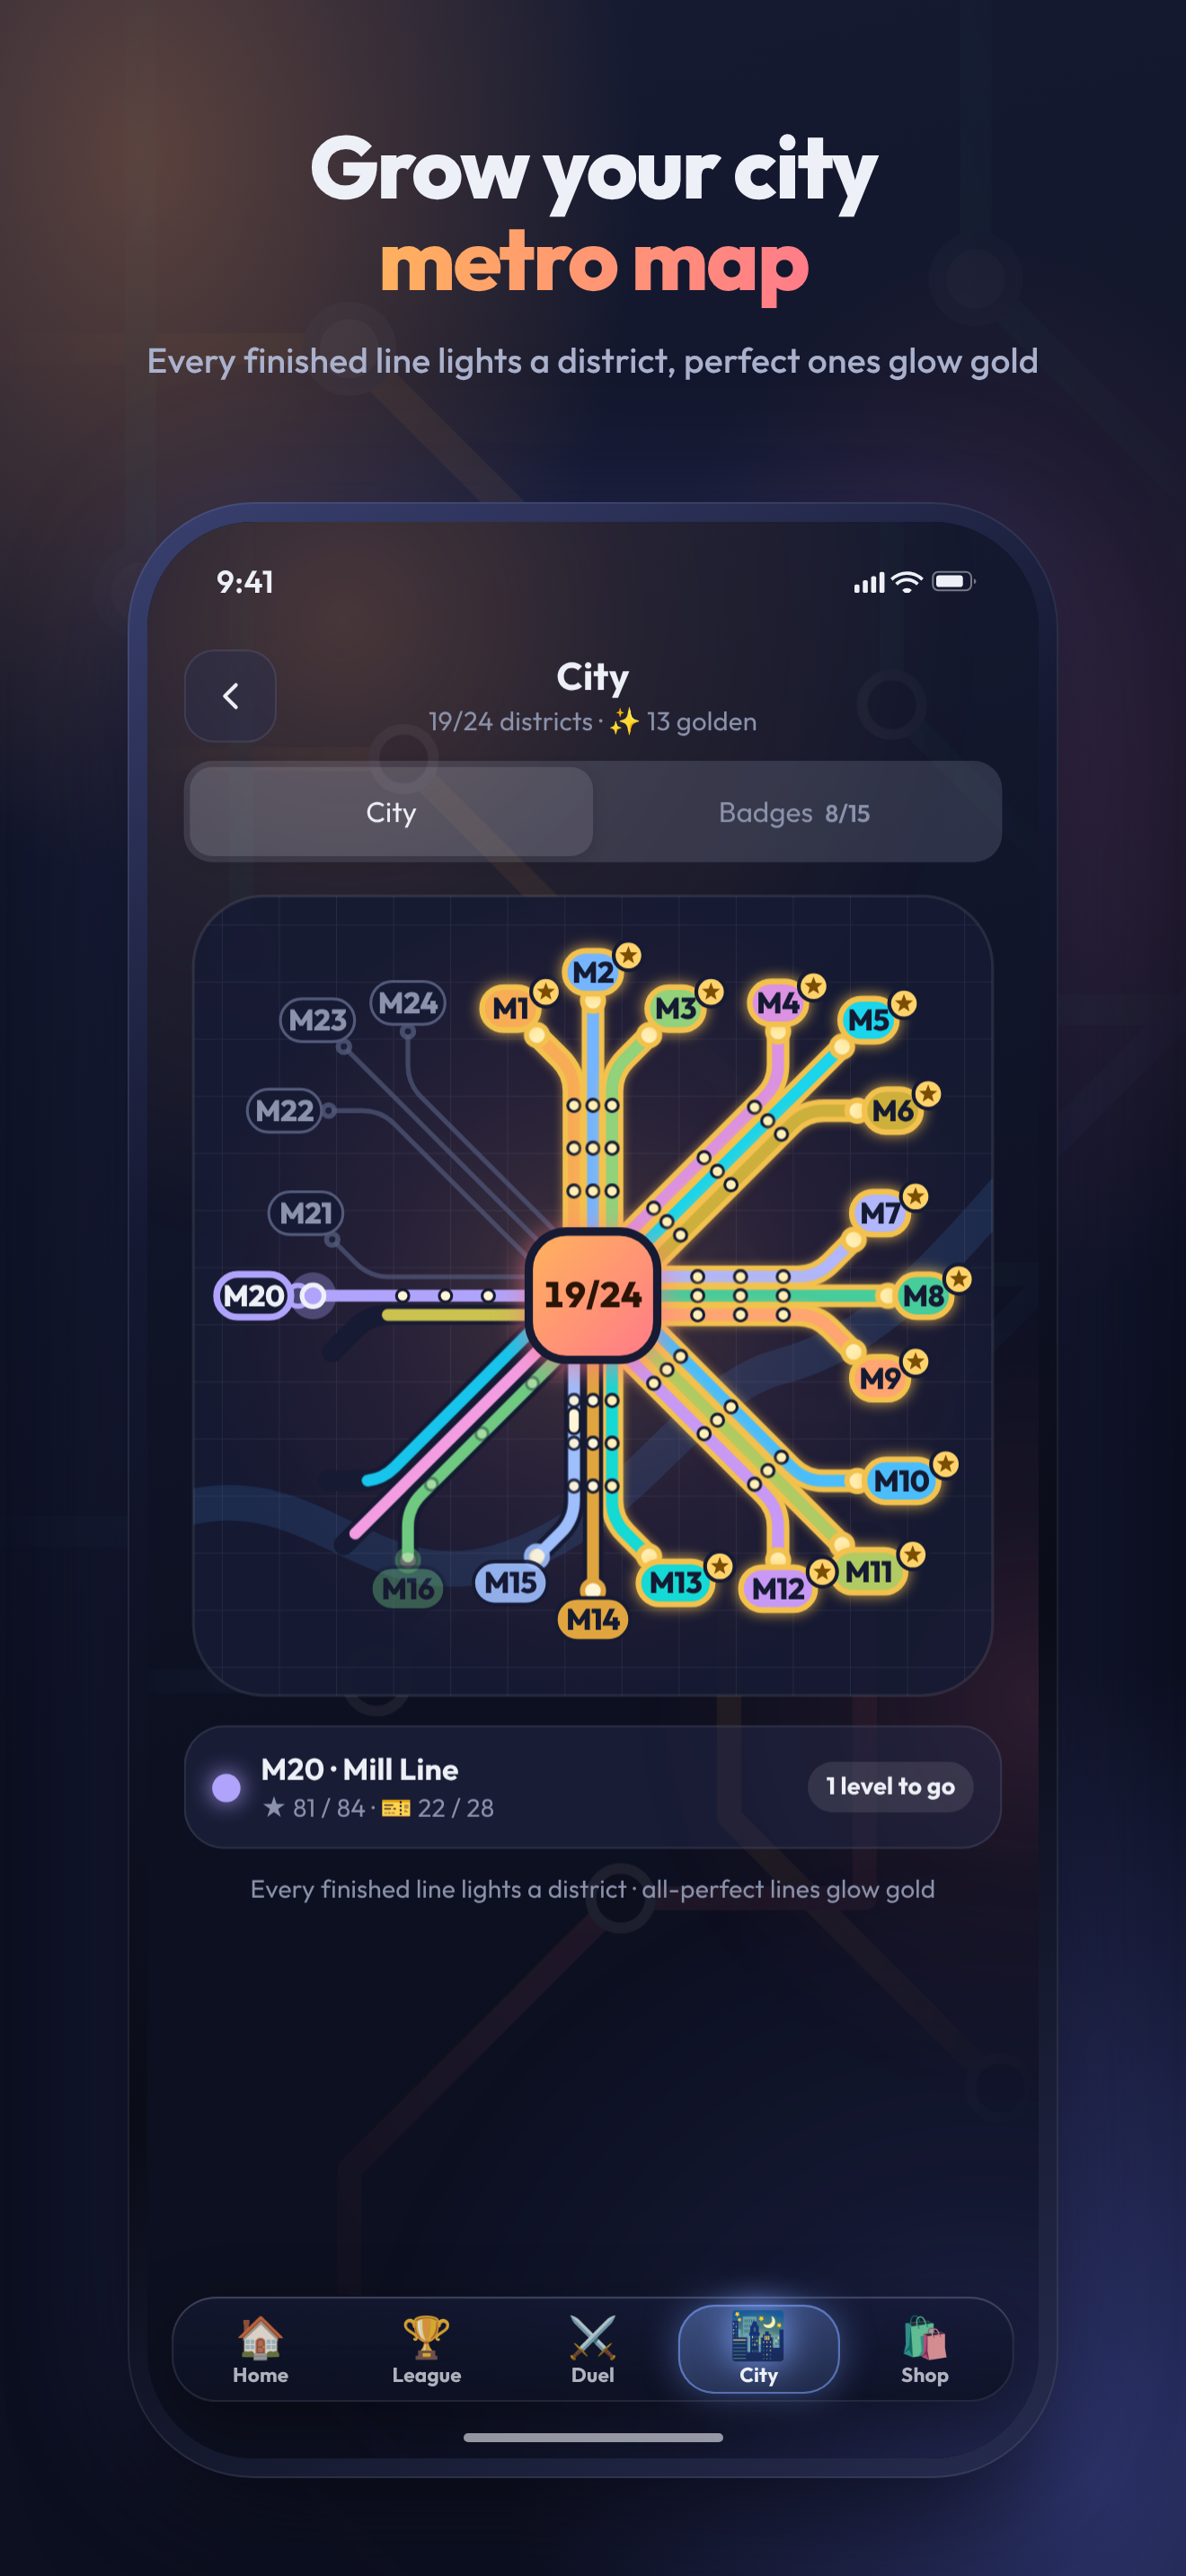 Grow your city
metro map
Every finished line lights a district, perfect ones glow gold
9:41
City
19/24 districts · ✨ 13 golden
City
Badges 8/15
M2
M1
M3
M4
M5
M24
M23
M22
M6
M21
M7
M20
19/24
M8
M9
M10
M11
M16
M15
M13
M12
M14
M20 · Mill Line
1 level to go
★ 81 / 84 · 🎫 22 / 28
Every finished line lights a district · all-perfect lines glow gold
Home
League
Duel
City
Shop